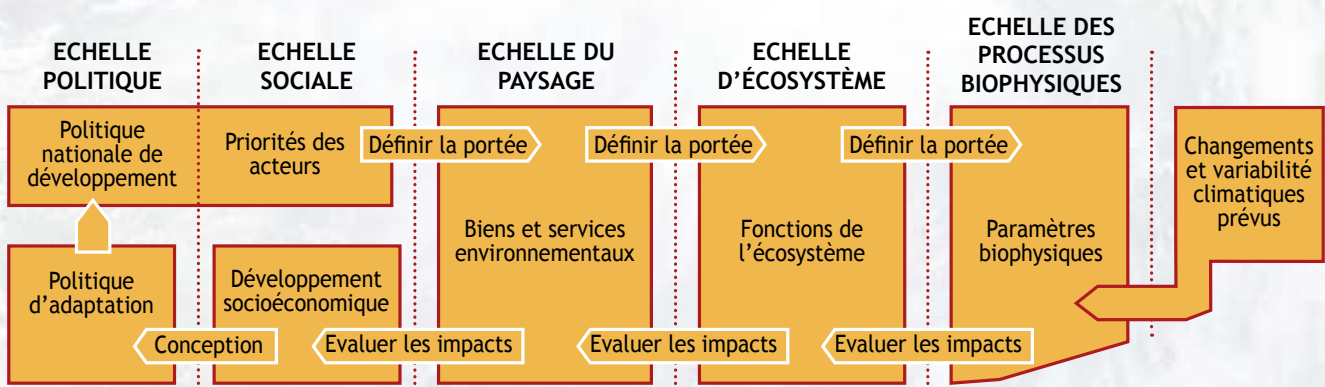 ECHELLE
POLITIQUE
ECHELLE
SOCIALE
ECHELLE DU
PAYSAGE
ECHELLE
D’ÉCOSYSTÈME
ECHELLE DES
PROCESSUS
BIOPHYSIQUES
Politique
nationale de
développement
Priorités des
acteurs
Définir la portée
Définir la portée
Définir la portée
Changements
et variabilité
climatiques
prévus
Biens et services
environnementaux
Fonctions de
l’écosystème
Paramètres
biophysiques
Politique
d’adaptation
Développement
socioéconomique
Conception
Evaluer les impacts
Evaluer les impacts
Evaluer les impacts